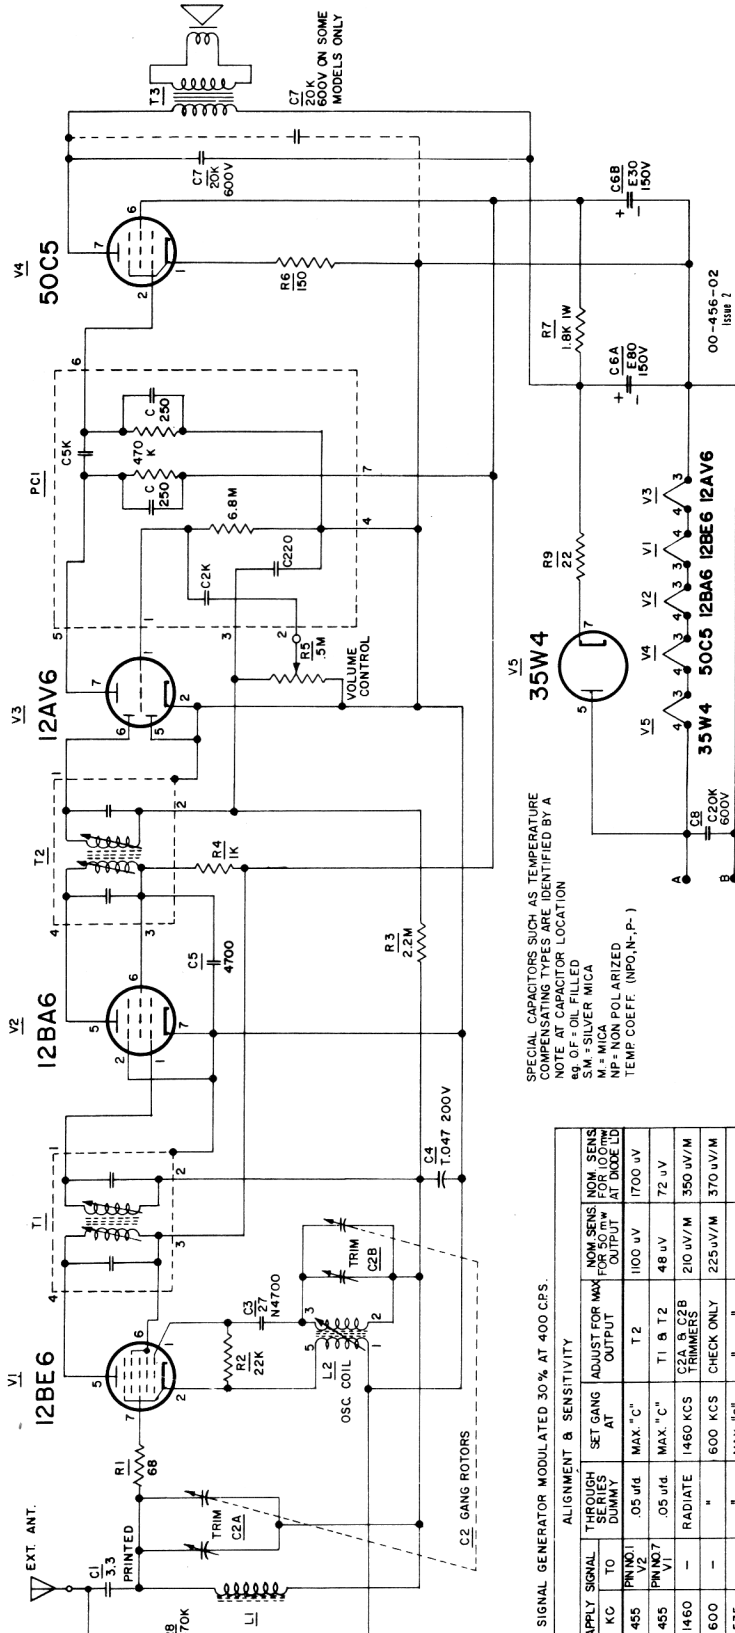 EXT. ANT.
C1
3.3
PRINTED
R1
68
V1
12BE6
T1
V2
12BA6
T2
V3
12AV6
PC1
V4
50C5
T3
TRIM
C2A
L1
70K
R2
22K
C3
27
N4700
L2
OSC. COIL
TRIM
C2B
C2 GANG ROTORS
C4
T.047 200V
C5
4700
R3
2.2M
R4
1K
R5
.5M
VOLUME
CONTROL
C2K
C220
6.8M
C5K
470
K
C
250
C
250
R6
150
C7
20K
600V
C7
20K
600V ON SOME
MODELS ONLY
V5
35W4
R9
22
R7
1.8K 1W
C6A
E80
150V
C6B
E30
150V
V5
V4
V2
V1
V3
35W4 50C5 12BA6 12BE6 12AV6
A
B
C8
C20K
600V
00-456-02
Issue 2
SPECIAL CAPACITORS SUCH AS TEMPERATURE
COMPENSATING TYPES ARE IDENTIFIED BY A
NOTE AT CAPACITOR LOCATION
eg. O.F = OIL FILLED
S.M. = SILVER MICA
M. = MICA
NP = NON POLARIZED
TEMP. COEFF. (NPO,N-,P-)
SIGNAL GENERATOR MODULATED 30% AT 400 C.P.S.
ALIGNMENT & SENSITIVITY
APPLY SIGNAL
KC TO
THROUGH
SERIES
DUMMY
SET GANG
AT
ADJUST FOR MAX
OUTPUT
NOM. SENS.
FOR 50 mw
OUTPUT
NOM. SENS.
FOR 100mw
AT DIODE L'D
455 PIN NO.1 V2 .05 ufd. MAX. "C" T2 1100 uV 1700 uV
455 PIN NO.7 V1 .05 ufd. MAX. "C" T1 & T2 48 uV 72 uV
1460 - RADIATE 1460 KCS C2A & C2B TRIMMERS 210 uV/M 350 uV/M
600 - " 600 KCS CHECK ONLY 225 uV/M 370 uV/M